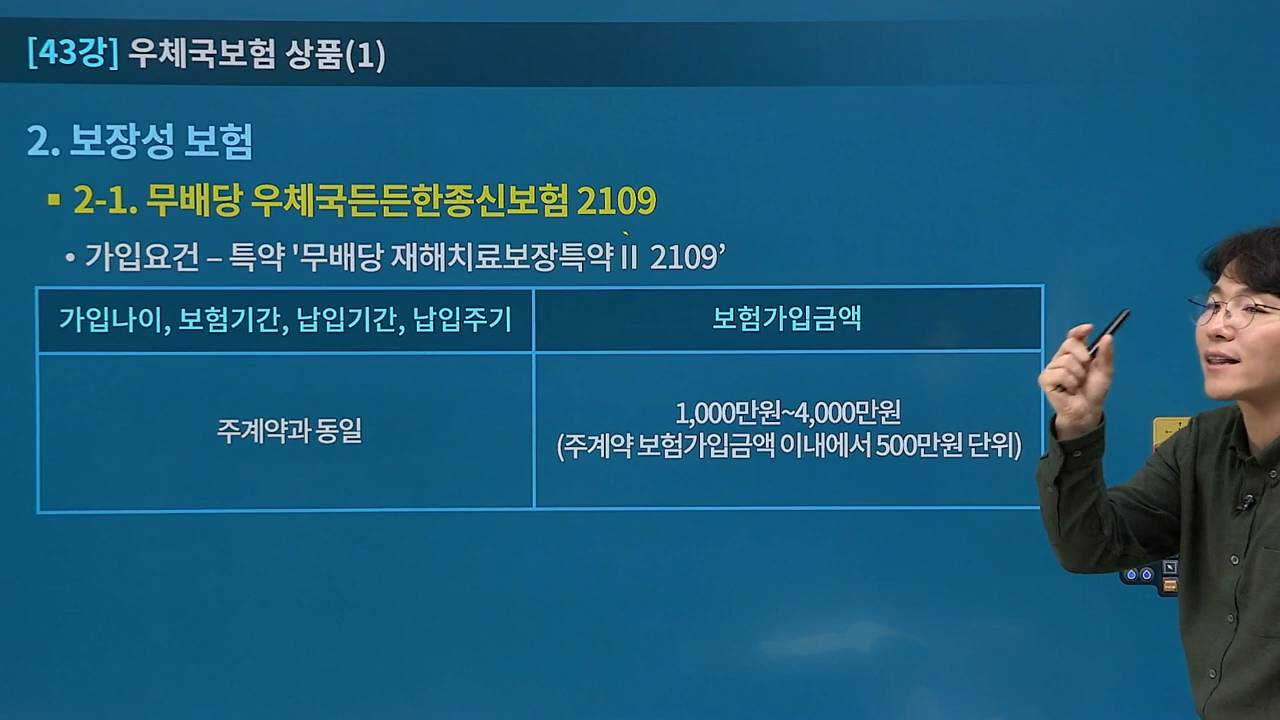 [43강] 우체국보험 상품(1)
2. 보장성 보험
▪ 2-1. 무배당 우체국든든한종신보험 2109
• 가입요건 – 특약 '무배당 재해치료보장특약Ⅱ 2109’
가입나이, 보험기간, 납입기간, 납입주기
보험가입금액
주계약과 동일
1,000만원~4,000만원
(주계약 보험가입금액 이내에서 500만원 단위)